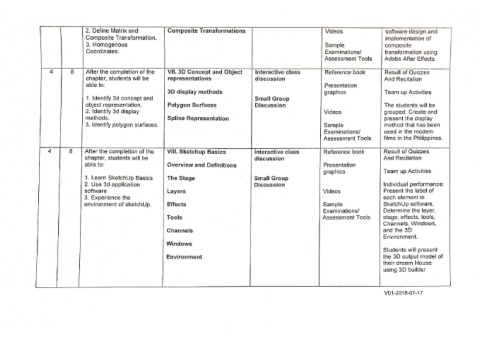 2. Define Matrix and
Composite Transformation.
3. Homogenous
Coordinates.
Composite Transformations
Videos
Sample
Examinations/
Assessment Tools
software design and
implementation of
composite
transformation using
Adobe After Effects
4
8
After the completion of the
chapter, students will be
able to:
1. Identify 3d concept and
object representation.
2. Identify 3d display
methods.
3. Identify polygon surfaces.
VII. 3D Concept and Object
representations
3D display methods
Polygon Surfaces
Spline Representation
Interactive class
discussion
Small Group
Discussion
Reference book
Presentation
graphics
Videos
Sample
Examinations/
Assessment Tools
Result of Quizzes
And Recitation
Team up Activities
The students will be
grouped. Create and
present the display
method that has been
used in the modern
films in the Philippines.
4
8
After the completion of the
chapter, students will be
able to:
1. Learn SketchUp Basics
2. Use 3d application
software
3. Experience the
environment of sketchUp.
VIII. Sketchup Basics
Overview and Definitions
The Stage
Layers
Effects
Tools
Channels
Windows
Environment
Interactive class
discussion
Small Group
Discussion
Reference book
Presentation
graphics
Videos
Sample
Examinations/
Assessment Tools
Result of Quizzes
And Recitation
Team up Activities
Individual performance:
Present the label of
each element in
SketchUp software,
Determine the layer,
stage, effects, tools,
Channels, Windows,
and the 3D
Environment.
Students will present
the 3D output model of
their dream House
using 3D builder
V01-2018-07-17